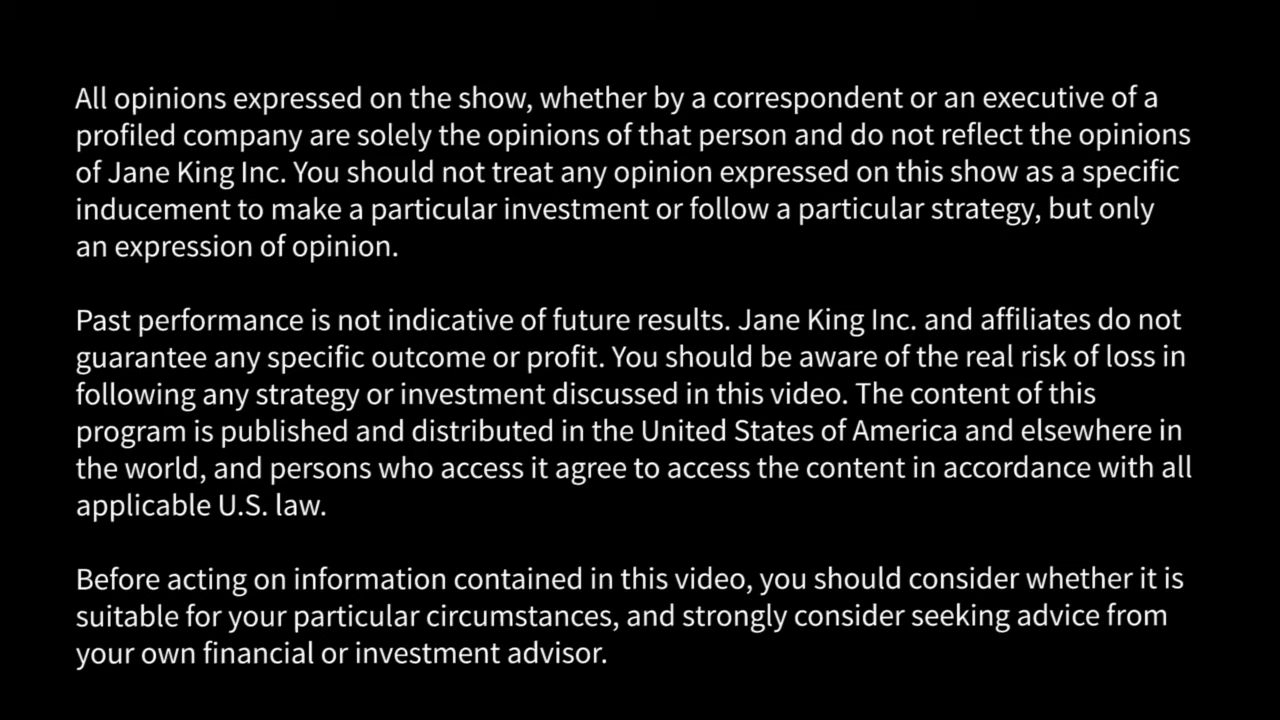 All opinions expressed on the show, whether by a correspondent or an executive of a
profiled company are solely the opinions of that person and do not reflect the opinions
of Jane King Inc. You should not treat any opinion expressed on this show as a specific
inducement to make a particular investment or follow a particular strategy, but only
an expression of opinion.
Past performance is not indicative of future results. Jane King Inc. and affiliates do not
guarantee any specific outcome or profit. You should be aware of the real risk of loss in
following any strategy or investment discussed in this video. The content of this
program is published and distributed in the United States of America and elsewhere in
the world, and persons who access it agree to access the content in accordance with all
applicable U.S. law.
Before acting on information contained in this video, you should consider whether it is
suitable for your particular circumstances, and strongly consider seeking advice from
your own financial or investment advisor.